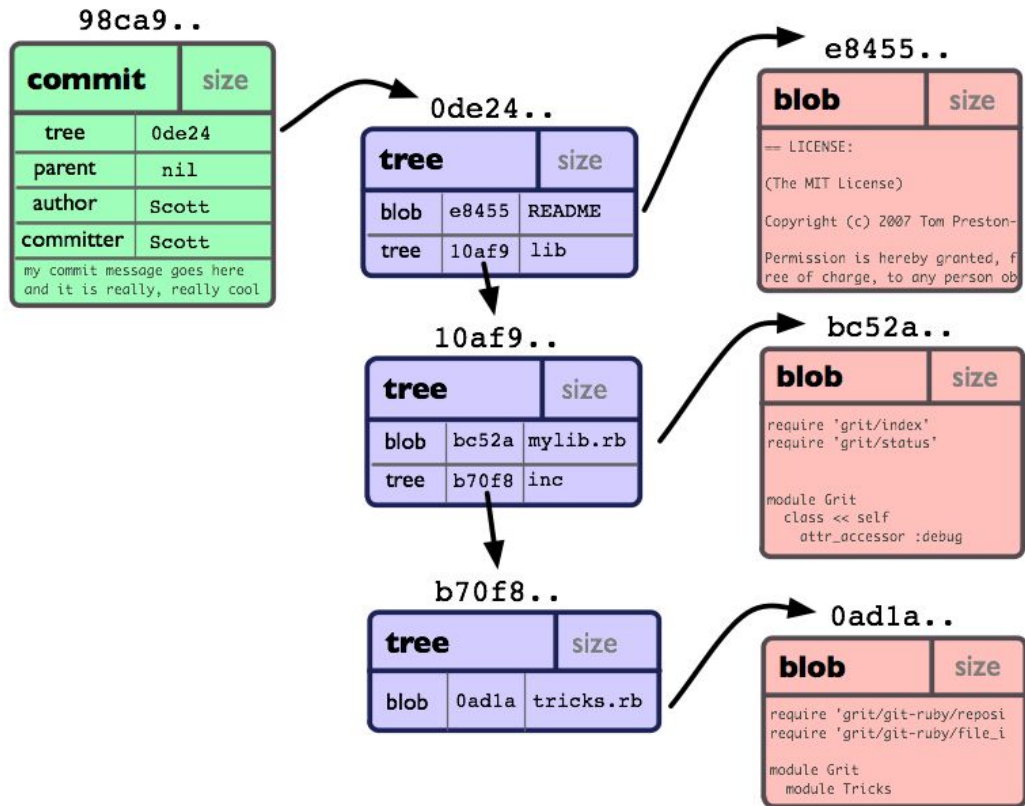 98ca9..
commit size
tree 0de24
parent nil
author Scott
committer Scott
my commit message goes here
and it is really, really cool
0de24..
tree size
blob e8455 README
tree 10af9 lib
10af9..
tree size
blob bc52a mylib.rb
tree b70f8 inc
b70f8..
tree size
blob 0ad1a tricks.rb
e8455..
blob size
== LICENSE:
(The MIT License)
Copyright (c) 2007 Tom Preston-
Permission is hereby granted, f
ree of charge, to any person ob
bc52a..
blob size
require 'grit/index'
require 'grit/status'
module Grit
class << self
attr_accessor :debug
0ad1a..
blob size
require 'grit/git-ruby/reposi
require 'grit/git-ruby/file_i
module Grit
module Tricks